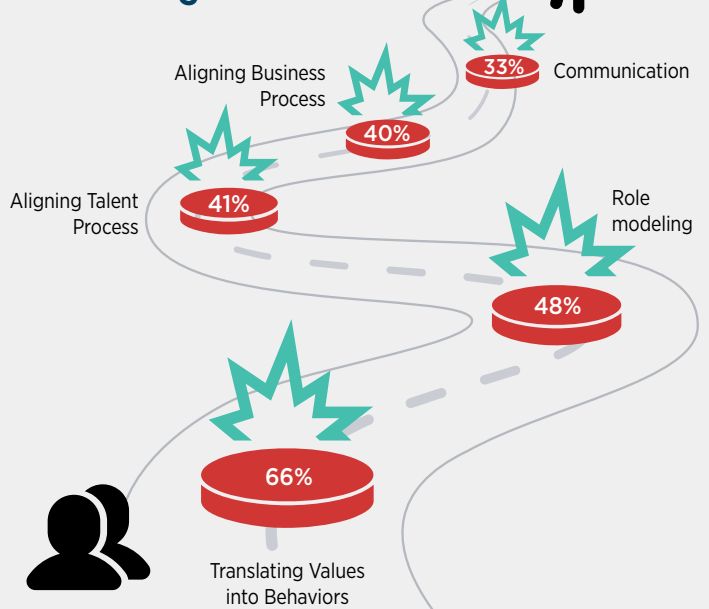 33%
Communication
Aligning Business
Process
40%
Aligning Talent
Process
41%
Role
modeling
48%
66%
Translating Values
into Behaviors